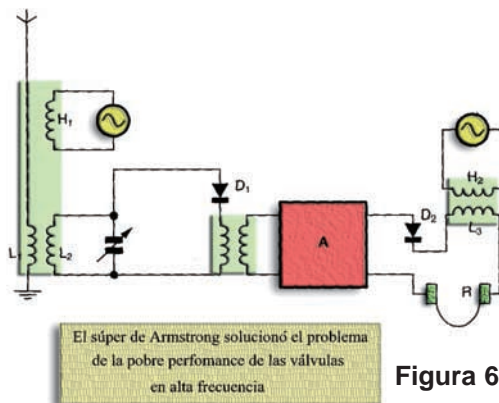 H₁
D₁
L₁
L₂
A
D₂
H₂
L₃
R
El súper de Armstrong solucionó el problema
de la pobre perfomance de las válvulas
en alta frecuencia
Figura 6